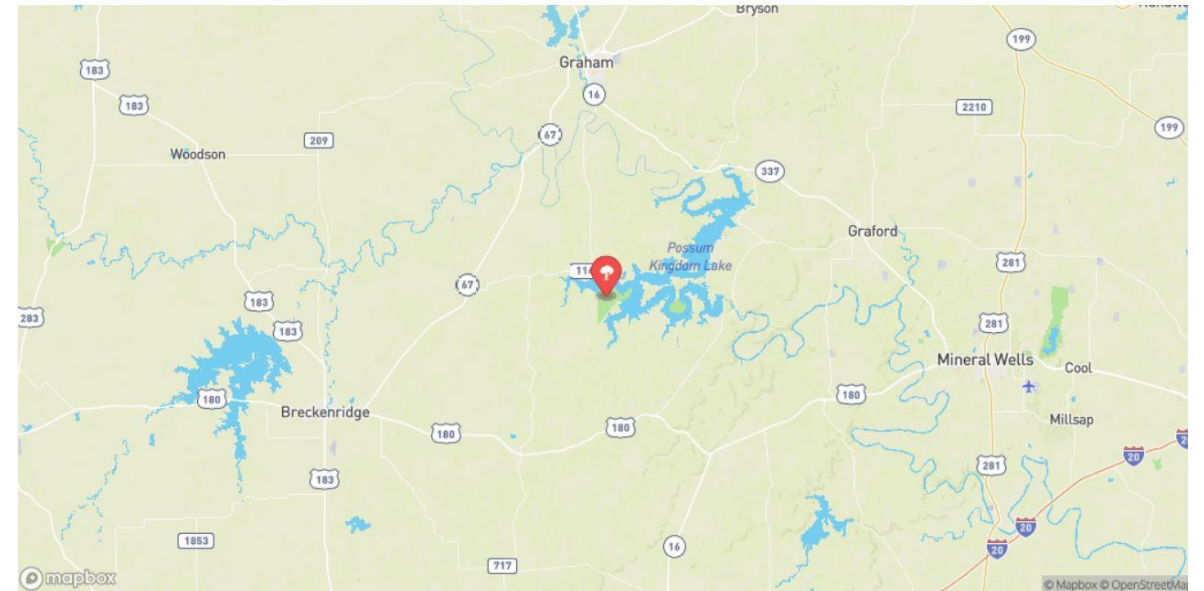 Bryson
199
183
Graham
183
16
2210
199
209
67
Woodson
337
Possum
Kingdom Lake
Graford
281
67
183
283
183
281
Mineral Wells
Cool
180
180
Breckenridge
180
180
Millsap
20
281
183
20
1853
16
20
717
mapbox
© Mapbox © OpenStreetMap